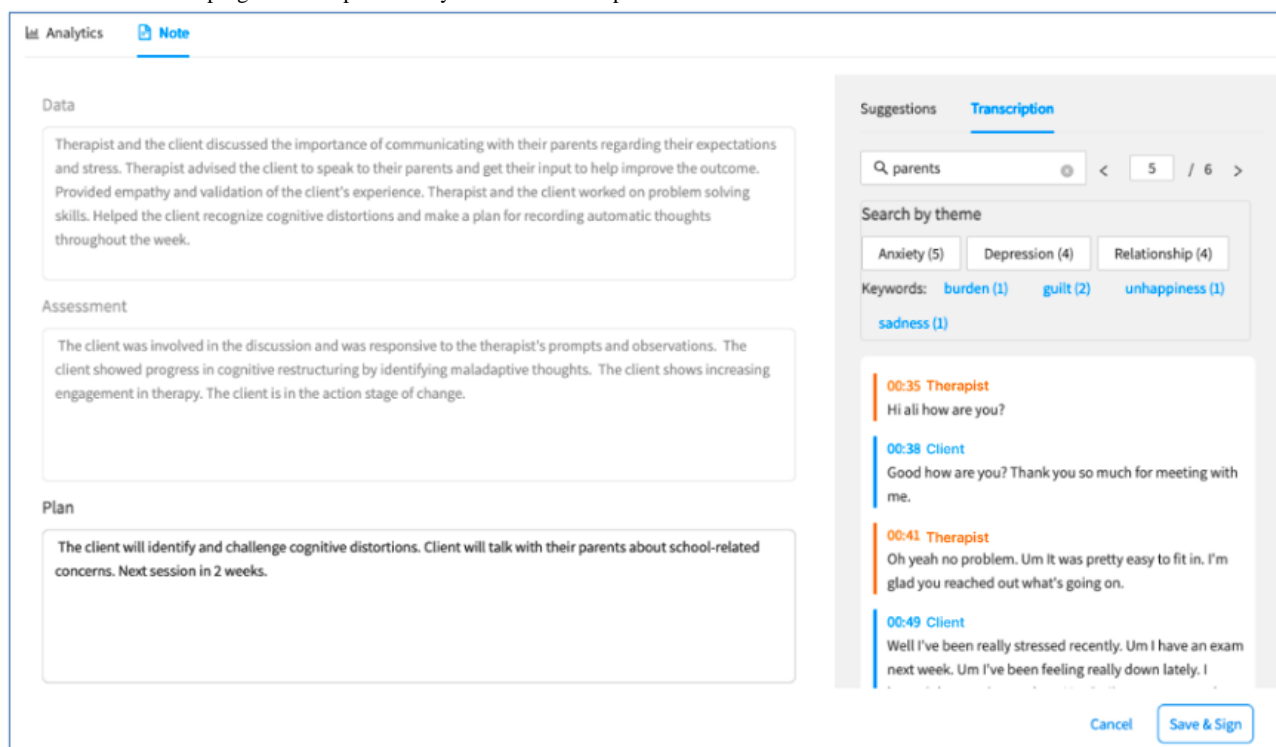 Analytics Note
Data
Therapist and the client discussed the importance of communicating with their parents regarding their expectations
and stress. Therapist advised the client to speak to their parents and get their input to help improve the outcome.
Provided empathy and validation of the client's experience. Therapist and the client worked on problem solving
skills. Helped the client recognize cognitive distortions and make a plan for recording automatic thoughts
throughout the week.
Assessment
The client was involved in the discussion and was responsive to the therapist's prompts and observations. The
client showed progress in cognitive restructuring by identifying maladaptive thoughts. The client shows increasing
engagement in therapy. The client is in the action stage of change.
Plan
The client will identify and challenge cognitive distortions. Client will talk with their parents about school-related
concerns. Next session in 2 weeks.
Suggestions Transcription
parents < 5 / 6 >
Search by theme
Anxiety (5) Depression (4) Relationship (4)
Keywords: burden (1) guilt (2) unhappiness (1)
sadness (1)
00:35 Therapist
Hi ali how are you?
00:38 Client
Good how are you? Thank you so much for meeting with
me.
00:41 Therapist
Oh yeah no problem. Um It was pretty easy to fit in. I'm
glad you reached out what's going on.
00:49 Client
Well I've been really stressed recently. Um I have an exam
next week. Um I've been feeling really down lately. I
Cancel Save & Sign